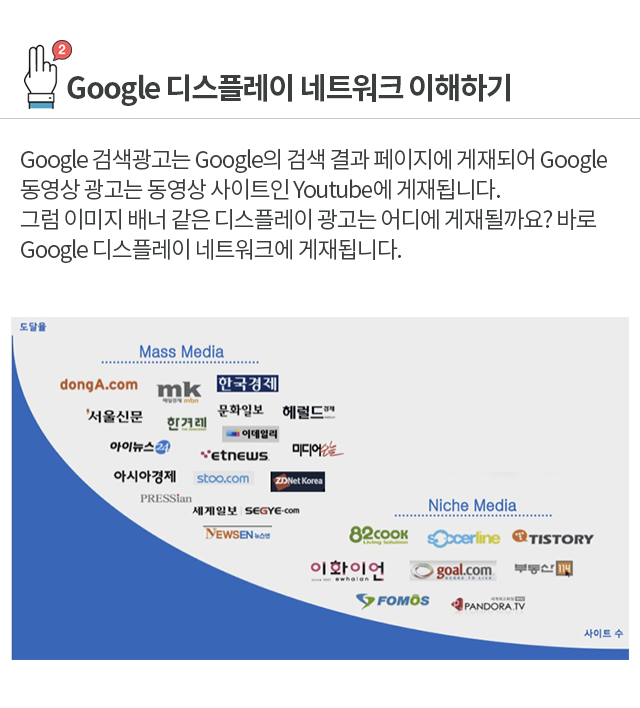 2
Google 디스플레이 네트워크 이해하기
Google 검색광고는 Google의 검색 결과 페이지에 게재되어 Google
동영상 광고는 동영상 사이트인 Youtube에 게재됩니다.
그럼 이미지 배너 같은 디스플레이 광고는 어디에 게재될까요? 바로
Google 디스플레이 네트워크에 게재됩니다.
도달율
Mass Media
dongA.com
mk
매일경제 mbn
한국경제
서울신문
한겨레
문화일보
헤럴드경제
이데일리
아이뉴스24
etnews
미디어오늘
아시아경제
stoo.com
ZDNet Korea
PRESSian
세계일보 SEGYE.com
NEWSEN 뉴스엔
Niche Media
82COOK
Living Solution
Soccerline
TISTORY
이화이언
ewhaian
goal.com
부동산114
FOMOS
PANDORA.TV
사이트 수